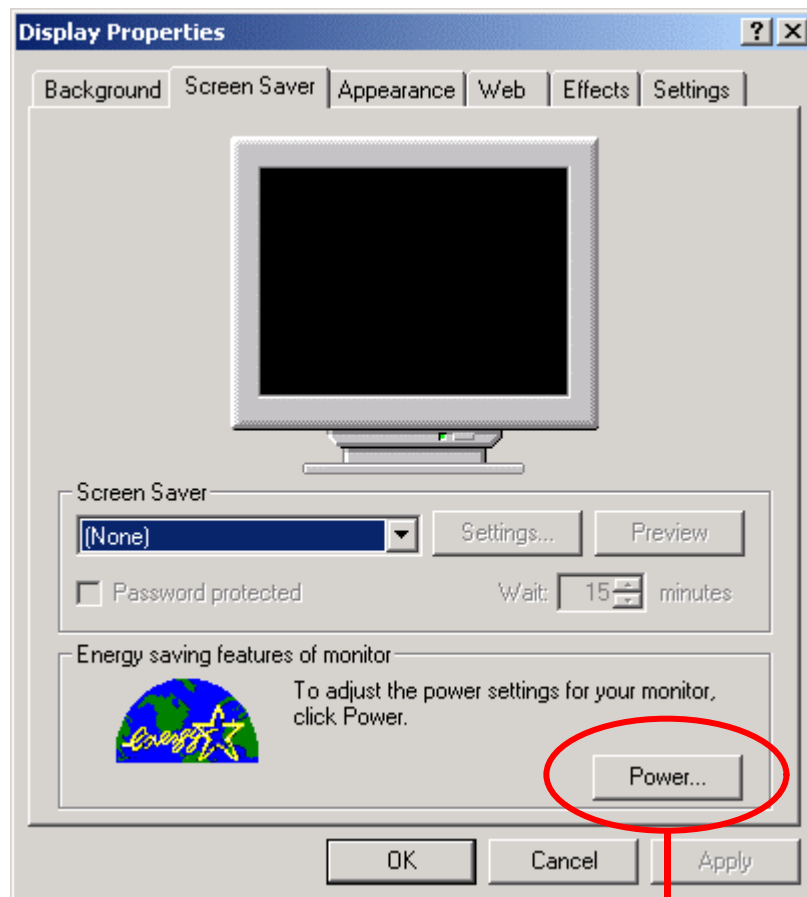 Display Properties
Background Screen Saver Appearance Web Effects Settings
Screen Saver
(None) Settings... Preview
Password protected Wait: 15 minutes
Energy saving features of monitor
energy
To adjust the power settings for your monitor,
click Power.
Power...
OK Cancel Apply